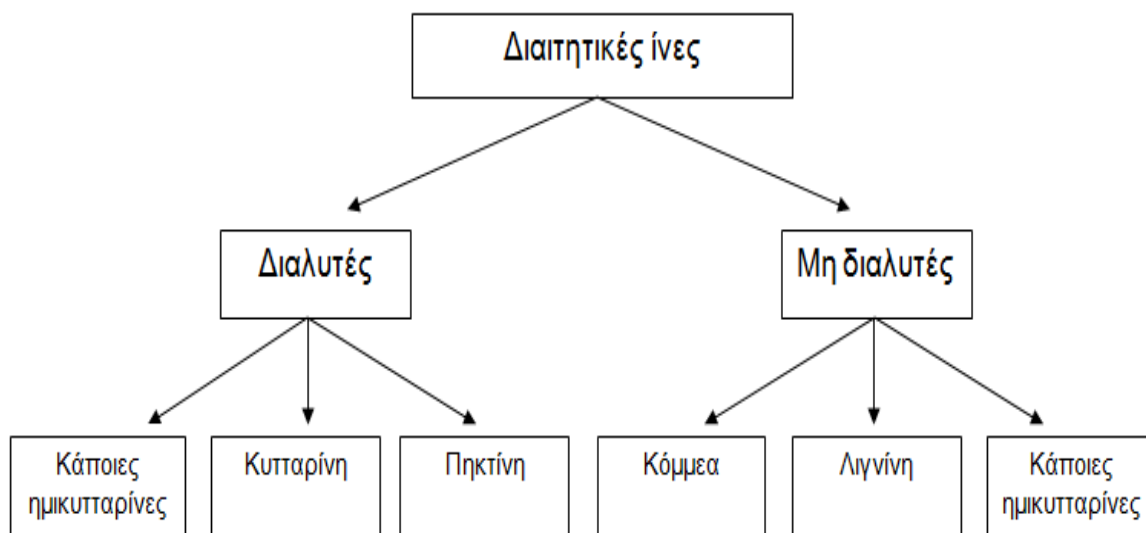 Διαιτητικές ίνες
Διαλυτές
Μη διαλυτές
Κάποιες
ημικυτταρίνες
Κυτταρίνη
Πηκτίνη
Κόμμεα
Λιγνίνη
Κάποιες
ημικυτταρίνες